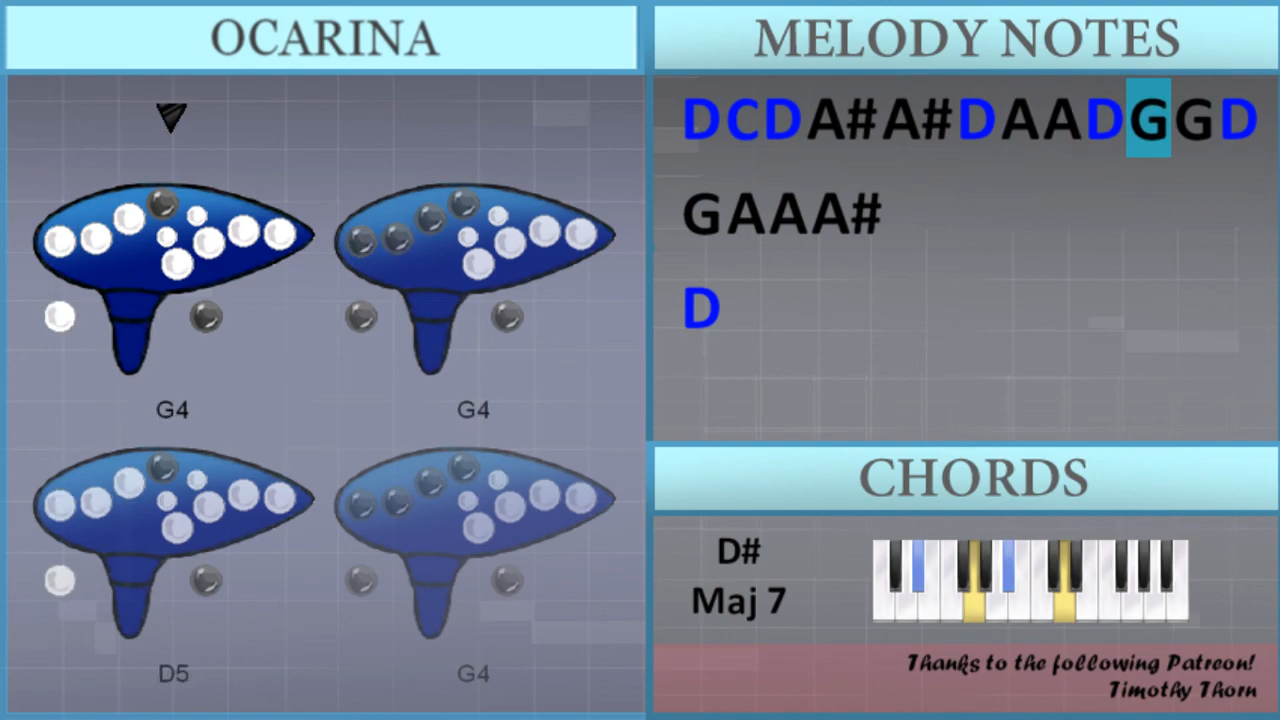 OCARINA
G4
G4
D5
G4
MELODY NOTES
DCDA#A#DAADGGD
GAAA#
D
CHORDS
D#
Maj 7
Thanks to the following Patreon!
Timothy Thorn